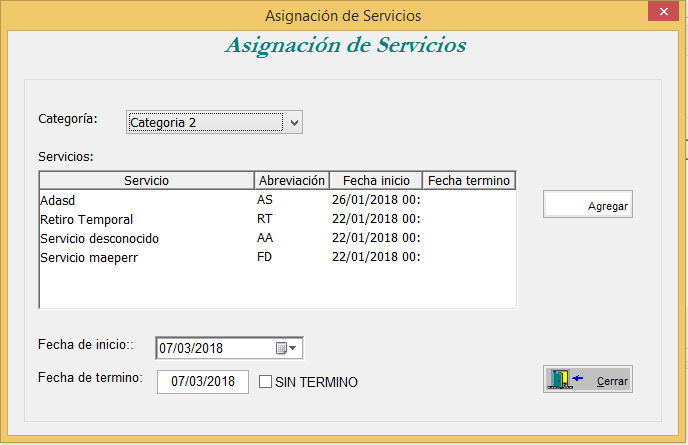 Asignación de Servicios
Asignación de Servicios
Categoría: Categoria 2
Servicios:
Servicio Abreviación Fecha inicio Fecha termino
Adasd AS 26/01/2018 00:
Retiro Temporal RT 22/01/2018 00:
Servicio desconocido AA 22/01/2018 00:
Servicio maeperr FD 22/01/2018 00:
Agregar
Fecha de inicio:: 07/03/2018
Fecha de termino: 07/03/2018 SIN TERMINO
Cerrar